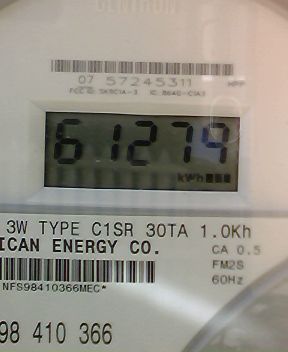 CENTRON
07 57245311
61279
kWh
3W TYPE C1SR 30TA 1.0Kh
ICAN ENERGY CO.
CA 0.5
FM2S
60Hz
NFS98410366MEC*
98 410 366